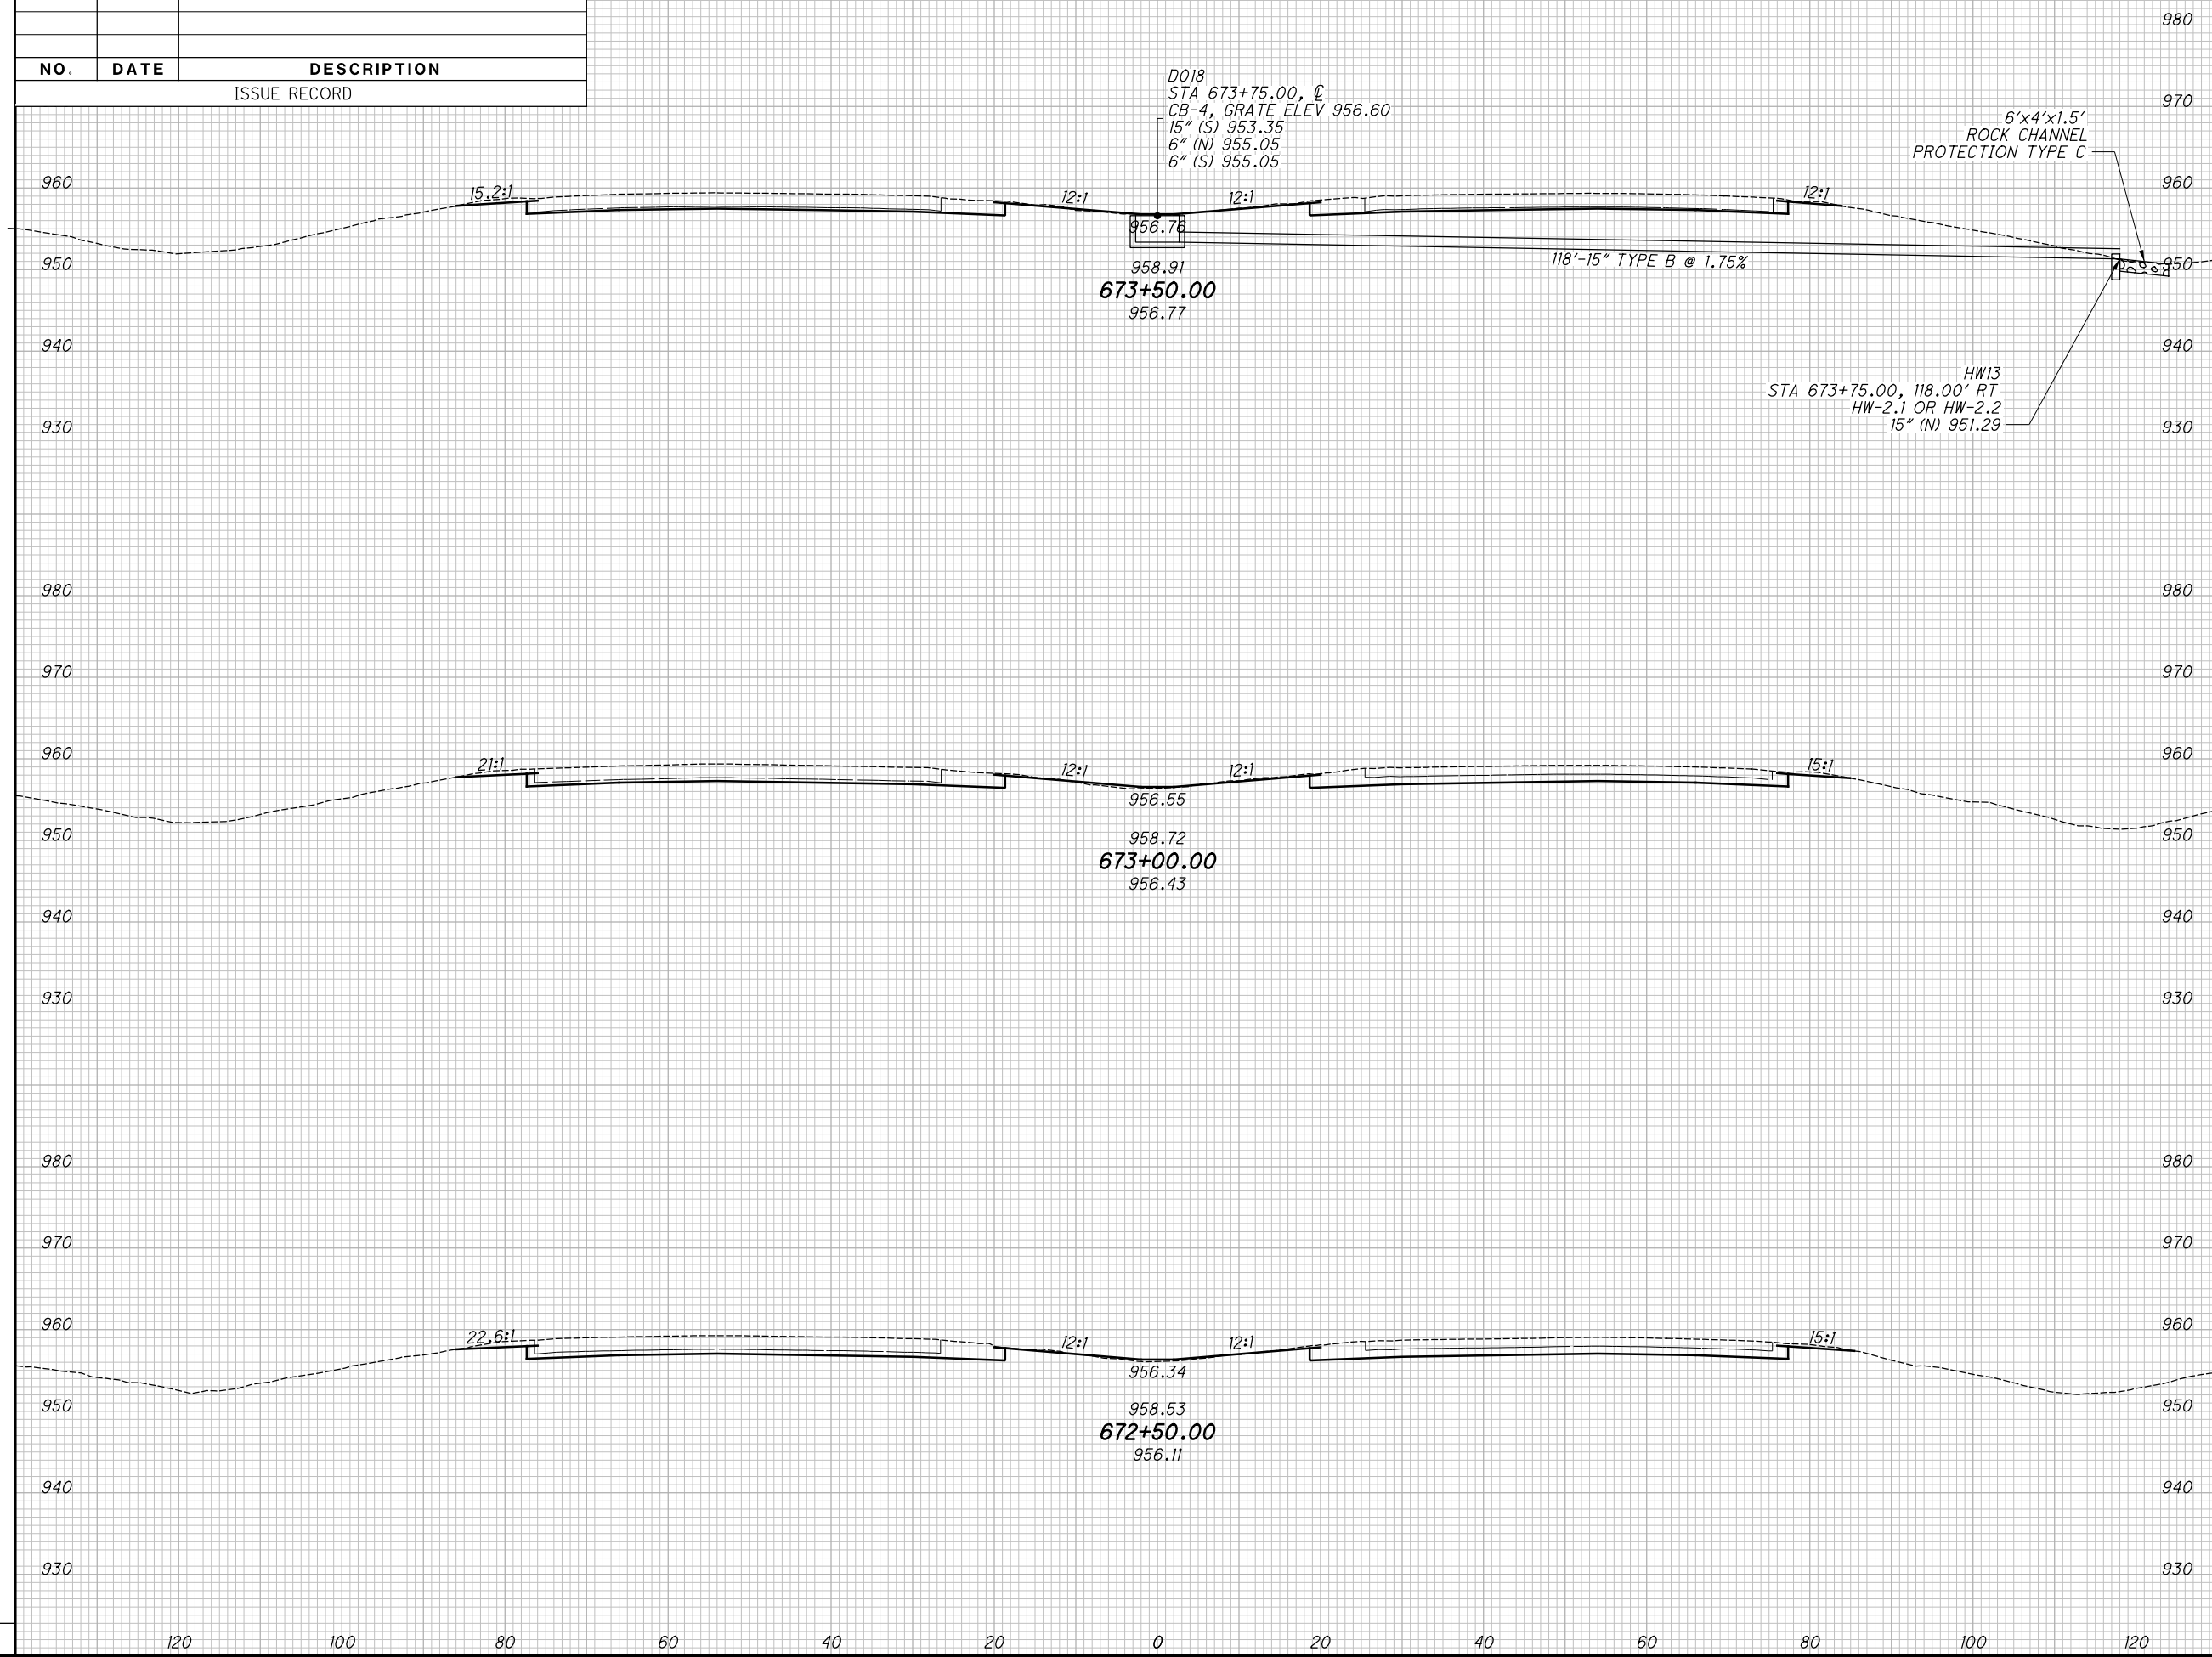 NO. DATE DESCRIPTION
ISSUE RECORD
980 980
970
DO18
STA 673+75.00, ℄
CB-4, GRATE ELEV 956.60
15" (S) 953.35
6" (N) 955.05
6" (S) 955.05
6'x4'x1.5'
ROCK CHANNEL
PROTECTION TYPE C
960 15.2:1 12:1 12:1 12:1 960
956.76
950 118'-15" TYPE B @ 1.75% 950
958.91
673+50.00
956.77
940 940
HW13
STA 673+75.00, 118.00' RT
HW-2.1 OR HW-2.2
15" (N) 951.29
930 930
980 980
970 970
960 21:1 12:1 12:1 15:1 960
956.55
950 958.72 950
673+00.00
956.43
940 940
930 930
980 980
970 970
960 22.6:1 12:1 12:1 15:1 960
956.34
950 958.53 950
672+50.00
956.11
940 940
930 930
120 100 80 60 40 20 0 20 40 60 80 100 120